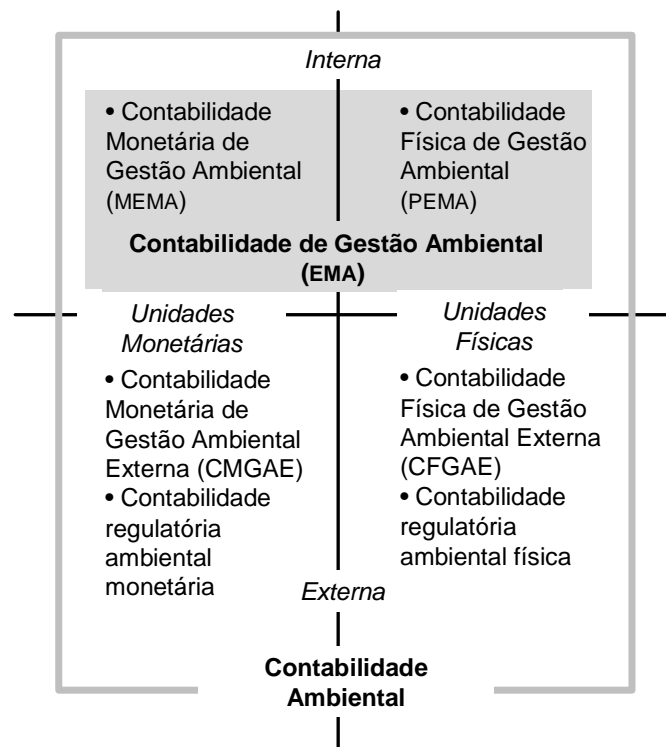 Interna
• Contabilidade
Monetária de
Gestão Ambiental
(MEMA)
• Contabilidade
Física de Gestão
Ambiental
(PEMA)
Contabilidade de Gestão Ambiental
(EMA)
Unidades
Monetárias
Unidades
Físicas
• Contabilidade
Monetária de
Gestão Ambiental
Externa (CMGAE)
• Contabilidade
regulatória
ambiental
monetária
• Contabilidade
Física de Gestão
Ambiental Externa
(CFGAE)
• Contabilidade
regulatória
ambiental física
Externa
Contabilidade
Ambiental